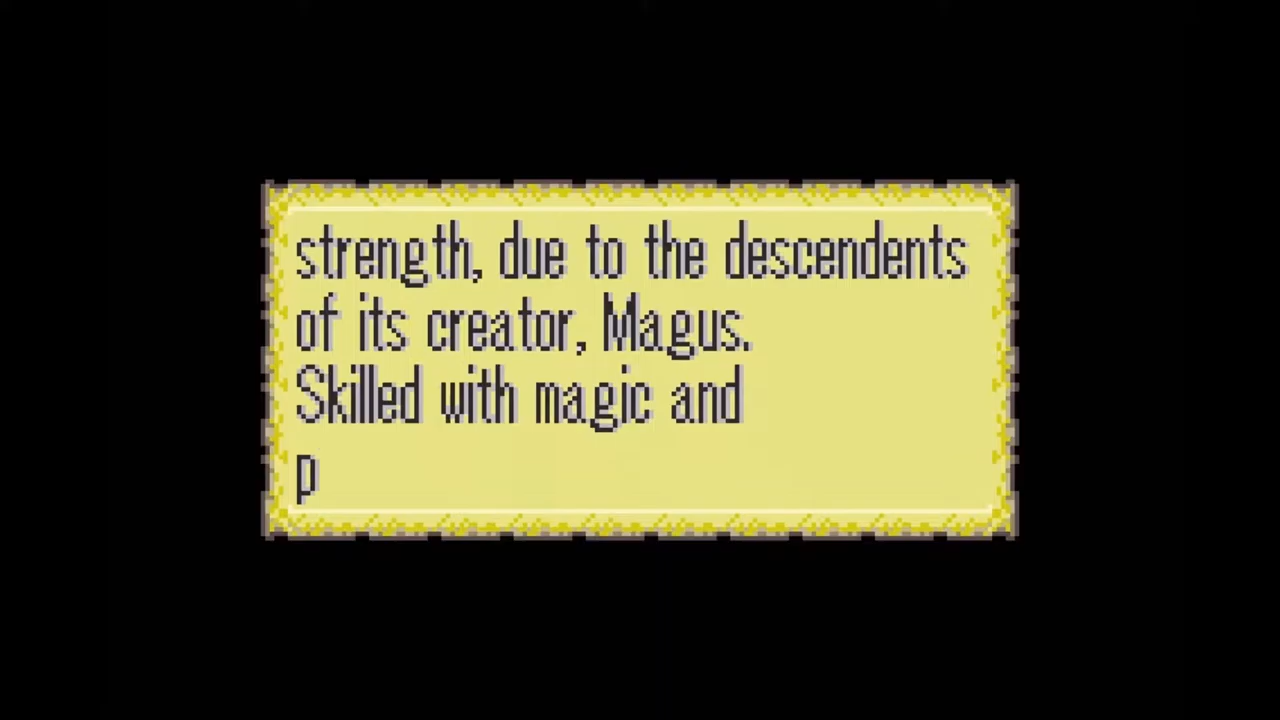 strength, due to the descendents
of its creator, Magus.
Skilled with magic and
p